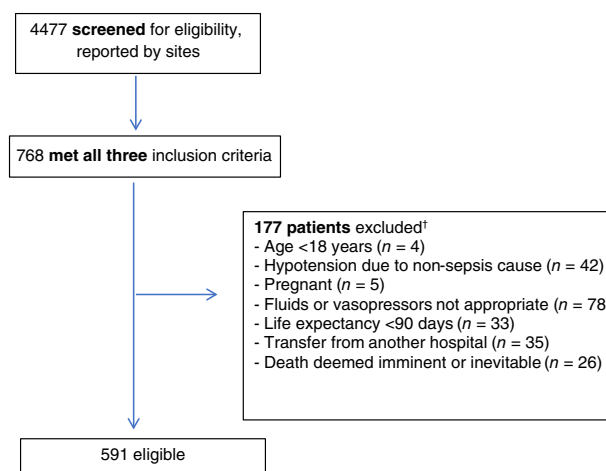 4477 screened for eligibility,
reported by sites
768 met all three inclusion criteria
177 patients excluded†
- Age <18 years (n = 4)
- Hypotension due to non-sepsis cause (n = 42)
- Pregnant (n = 5)
- Fluids or vasopressors not appropriate (n = 78
- Life expectancy <90 days (n = 33)
- Transfer from another hospital (n = 35)
- Death deemed imminent or inevitable (n = 26)
591 eligible